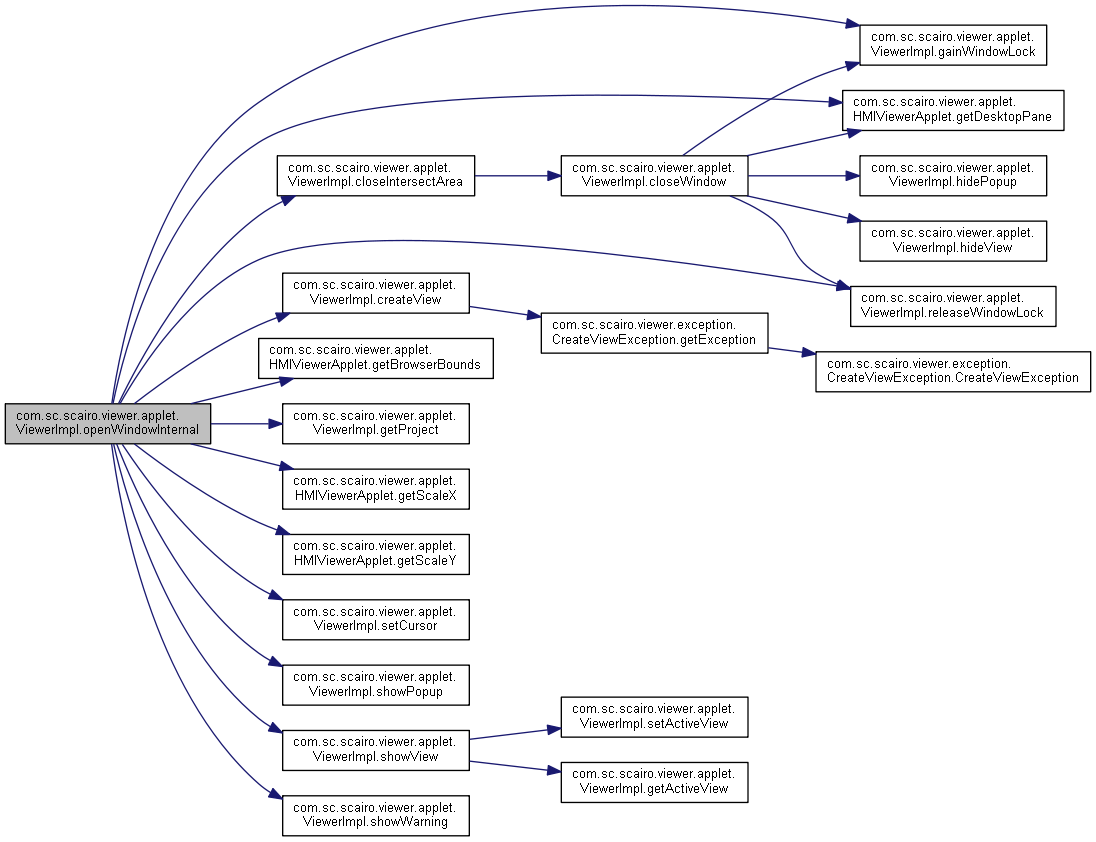 com.sc.scairo.viewer.applet.
ViewerImpl.gainWindowLock
com.sc.scairo.viewer.applet.
HMIViewerApplet.getDesktopPane
com.sc.scairo.viewer.applet.
ViewerImpl.closeIntersectArea
com.sc.scairo.viewer.applet.
ViewerImpl.closeWindow
com.sc.scairo.viewer.applet.
ViewerImpl.hidePopup
com.sc.scairo.viewer.applet.
ViewerImpl.hideView
com.sc.scairo.viewer.applet.
ViewerImpl.createView
com.sc.scairo.viewer.applet.
ViewerImpl.releaseWindowLock
com.sc.scairo.viewer.exception.
CreateViewException.getException
com.sc.scairo.viewer.applet.
HMIViewerApplet.getBrowserBounds
com.sc.scairo.viewer.exception.
CreateViewException.CreateViewException
com.sc.scairo.viewer.applet.
ViewerImpl.openWindowInternal
com.sc.scairo.viewer.applet.
ViewerImpl.getProject
com.sc.scairo.viewer.applet.
HMIViewerApplet.getScaleX
com.sc.scairo.viewer.applet.
HMIViewerApplet.getScaleY
com.sc.scairo.viewer.applet.
ViewerImpl.setCursor
com.sc.scairo.viewer.applet.
ViewerImpl.showPopup
com.sc.scairo.viewer.applet.
ViewerImpl.setActiveView
com.sc.scairo.viewer.applet.
ViewerImpl.showView
com.sc.scairo.viewer.applet.
ViewerImpl.getActiveView
com.sc.scairo.viewer.applet.
ViewerImpl.showWarning